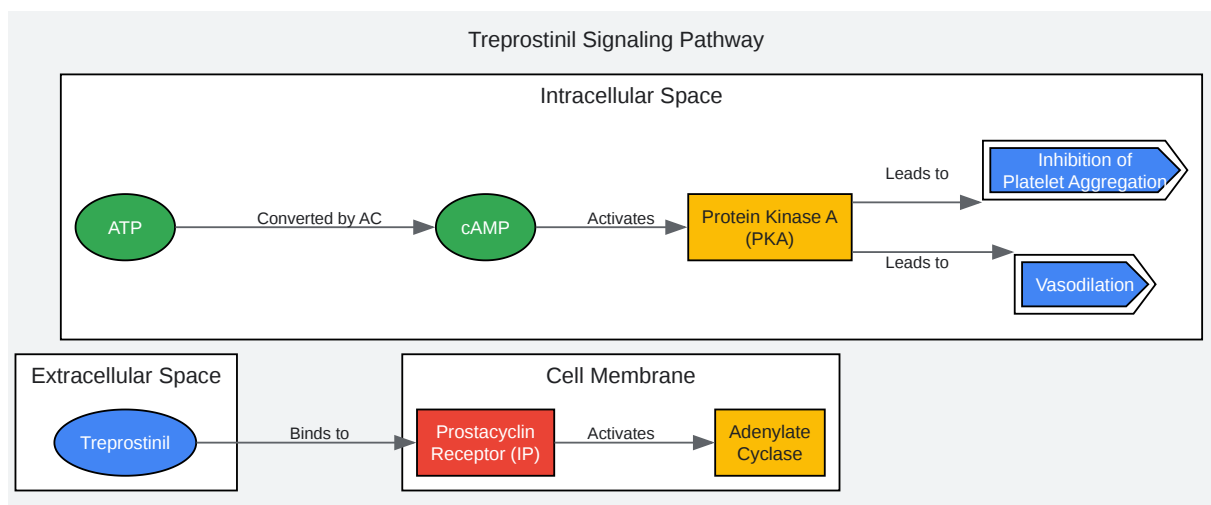 Treprostinil Signaling Pathway
Intracellular Space
ATP
Converted by AC
cAMP
Activates
Protein Kinase A
(PKA)
Leads to
Inhibition of
Platelet Aggregation
Leads to
Vasodilation
Extracellular Space
Treprostinil
Binds to
Cell Membrane
Prostacyclin
Receptor (IP)
Activates
Adenylate
Cyclase